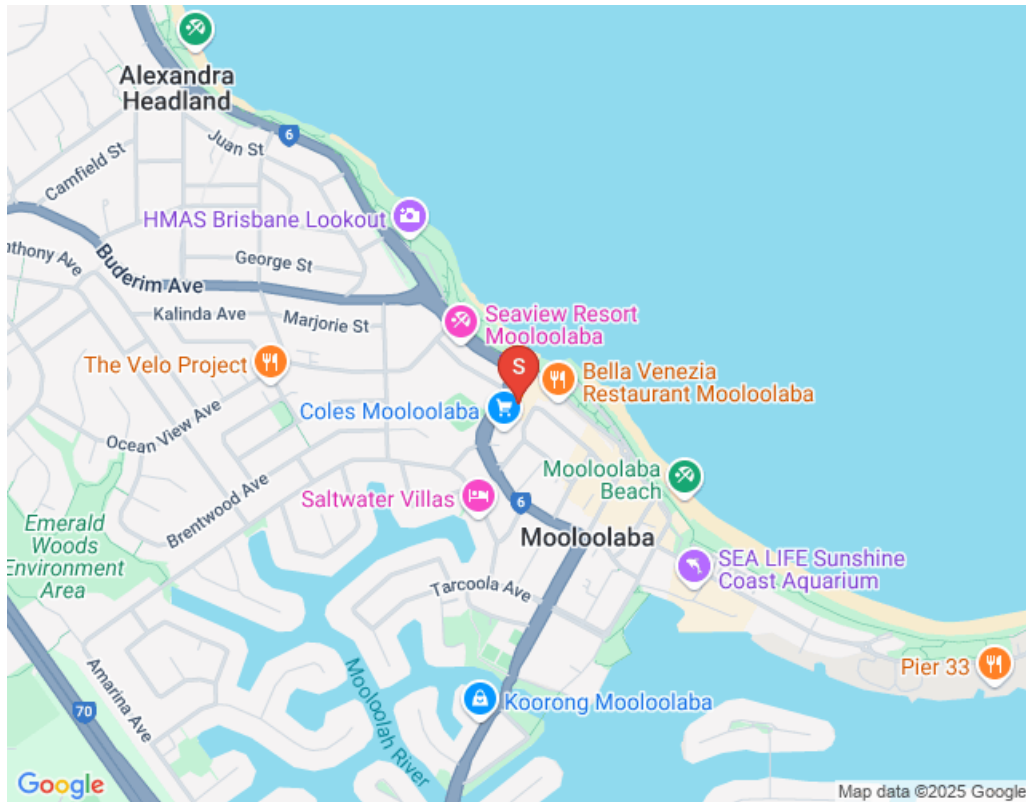 Alexandra
Headland
6
Juan St
Camfield St
HMAS Brisbane Lookout
nthony Ave
Buderim Ave
George St
Kalinda Ave
Marjorie St
Seaview Resort
Mooloolaba
The Velo Project
S
Bella Venezia
Restaurant Mooloolaba
Coles Mooloolaba
Ocean View Ave
Mooloolaba
Beach
Brentwood Ave
Saltwater Villas
6
Emerald
Woods
Environment
Area
Mooloolaba
SEA LIFE Sunshine
Coast Aquarium
Tarcoola Ave
Pier 33
Amarina Ave
Mooloolah River
70
Koorong Mooloolaba
Google
Map data ©2025 Google